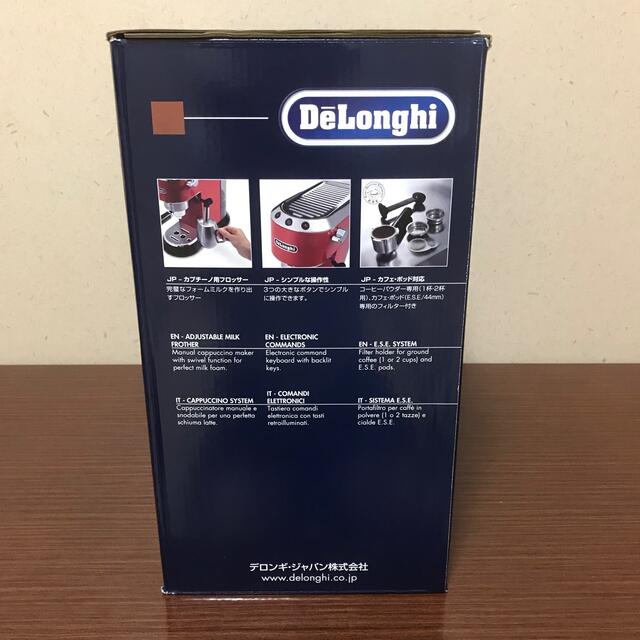 DēLonghi
DeLonghi
JP - カプチーノ用フロッサー
完璧なフォームミルクを作り出
すフロッサー
JP - シンプルな操作性
3つの大きなボタンでシンプル
に操作できます。
JP - カフェ・ポッド対応
コーヒーパウダー専用(1杯・2杯
用)、カフェ・ポッド(E.S.E/44mm)
専用のフィルター付き
EN - ADJUSTABLE MILK
FROTHER
Manual cappuccino maker
with swivel function for
perfect milk foam.
EN - ELECTRONIC
COMMANDS
Electronic command
keyboard with backlit
keys.
EN - E.S.E. SYSTEM
Filter holder for ground
coffee (1 or 2 cups) and
E.S.E. pods.
IT - CAPPUCCINO SYSTEM
Cappuccinatore manuale e
snodabile per una perfetta
schiuma latte.
IT - COMANDI
ELETTRONICI
Tastiera comandi
elettronica con tasti
retroilluminati.
IT - SISTEMA E.S.E.
Portafiltro per caffè in
polvere (1 o 2 tazze) e
cialde E.S.E.
デロンギ・ジャパン株式会社
www.delonghi.co.jp